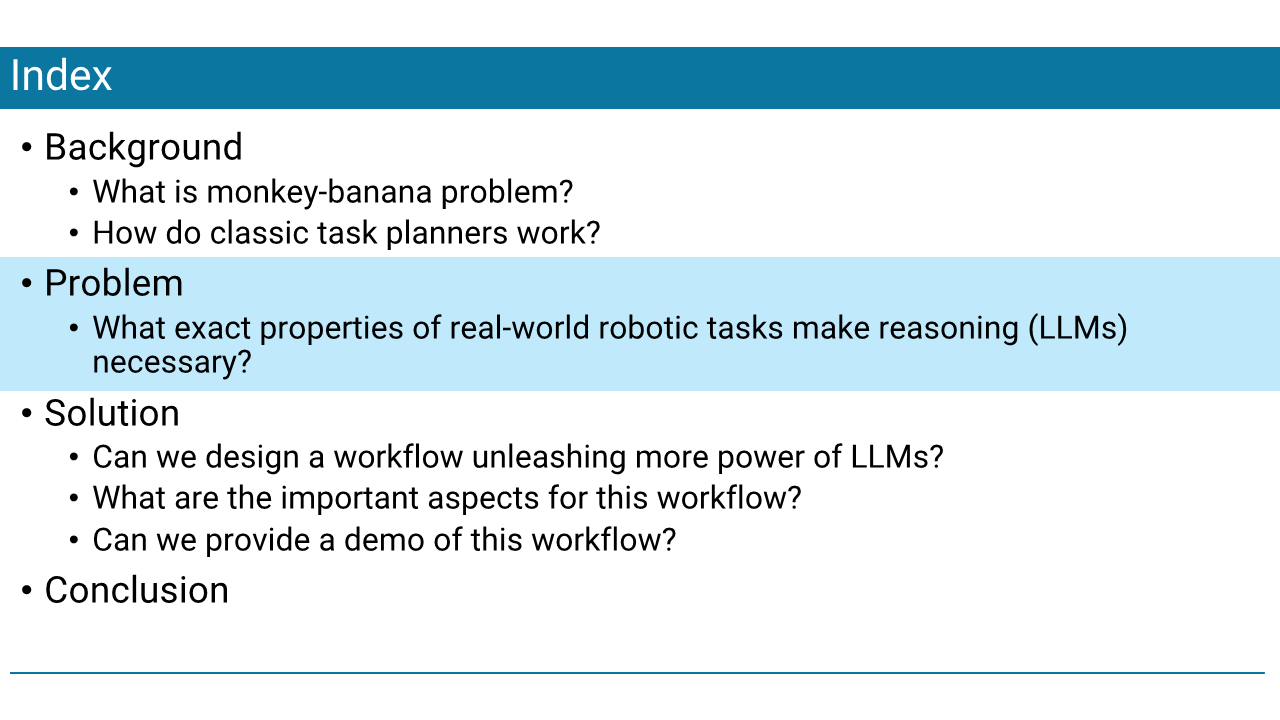 Index
• Background
• What is monkey-banana problem?
• How do classic task planners work?
• Problem
• What exact properties of real-world robotic tasks make reasoning (LLMs)
necessary?
• Solution
• Can we design a workflow unleashing more power of LLMs?
• What are the important aspects for this workflow?
• Can we provide a demo of this workflow?
• Conclusion